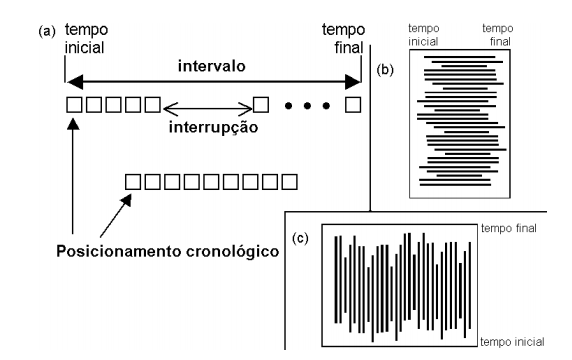 (a) tempo inicial
tempo final
intervalo
interrupção
Posicionamento cronológico
(b)
tempo inicial
tempo final
(c)
tempo final
tempo inicial